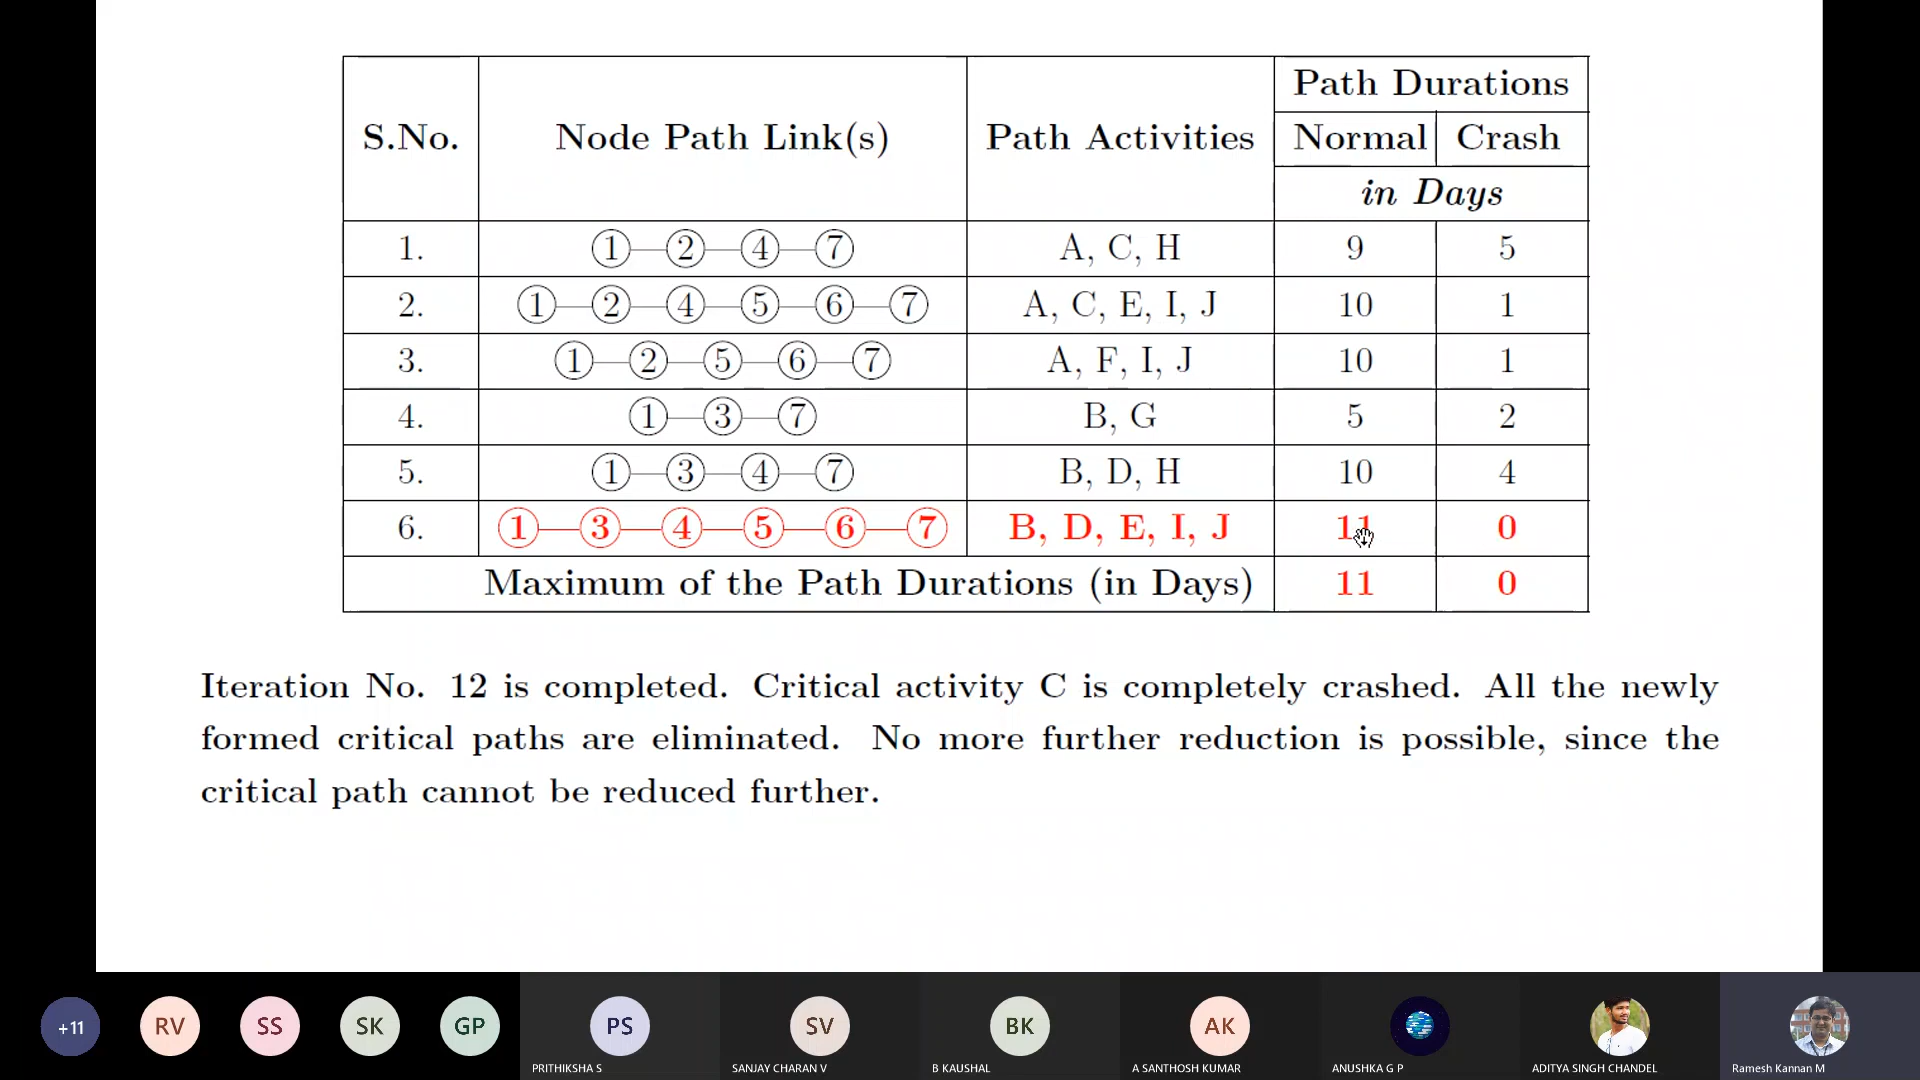 S.No. Node Path Link(s) Path Activities Path Durations
Normal Crash
in Days
1. 1 2 4 7 A, C, H 9 5
2. 1 2 4 5 6 7 A, C, E, I, J 10 1
3. 1 2 5 6 7 A, F, I, J 10 1
4. 1 3 7 B, G 5 2
5. 1 3 4 7 B, D, H 10 4
6. 1 3 4 5 6 7 B, D, E, I, J 11 0
Maximum of the Path Durations (in Days) 11 0
Iteration No. 12 is completed. Critical activity C is completely crashed. All the newly
formed critical paths are eliminated. No more further reduction is possible, since the
critical path cannot be reduced further.
+11 RV SS SK GP PS SV BK AK
PRITHIKSHA S SANJAY CHARAN V B KAUSHAL A SANTHOSH KUMAR ANUSHKA G P ADITYA SINGH CHANDEL Ramesh Kannan M